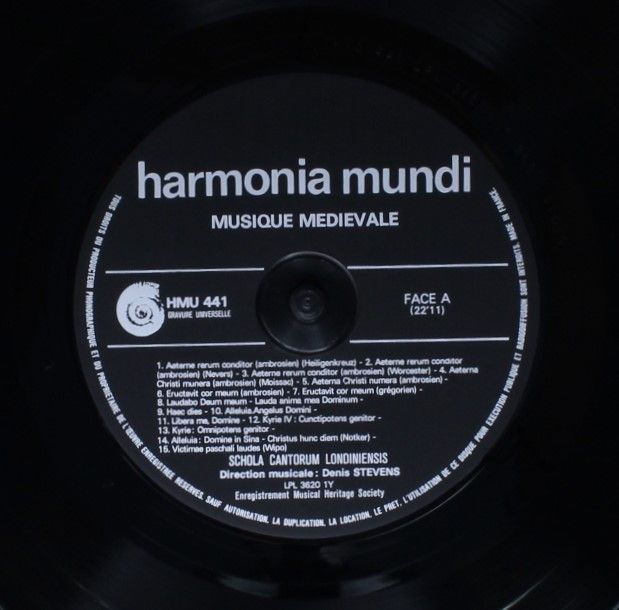 harmonia mundi
MUSIQUE MEDIEVALE
HMU 441
GRAVURE UNIVERSELLE
FACE A
(22'11)
1. Aeterne rerum conditor (ambrosien) (Heiligenkreuz) - 2. Aeterne rerum conditor
(ambrosien) (Nevers) - 3. Aeterne rerum conditor (ambrosien) (Worcester) - 4. Aeterna
Christi munera (ambrosien) (Moissac) - 5. Aeterna Christi numera (ambrosien) -
6. Eructavit cor meum (ambrosien) - 7. Eructavit cor meum (grégorien) -
8. Laudabo Deum meum - Lauda anima mea Dominum -
9. Haec dies - 10. Alleluia.Angelus Domini -
11. Libera me, Domine - 12. Kyrie IV : Cunctipotens genitor -
13. Kyrie : Omnipotens genitor -
14. Alleluia : Domine in Sina - Christus hunc diem (Notker) -
15. Victimae paschali laudes (Wipo)
SCHOLA CANTORUM LONDINIENSIS
Direction musicale : Denis STEVENS
LPL 3620 1Y
Enregistrement Musical Heritage Society
TOUS DROITS DU PRODUCTEUR PHONOGRAPHIQUE ET DU PROPRIETAIRE DE L'ŒUVRE ENREGISTREE RESERVES. SAUF AUTORISATION, LA DUPLICATION, LA LOCATION, LE PRET, L'UTILISATION DE CE DISQUE POUR EXECUTION PUBLIQUE ET RADIODIFFUSION SONT INTERDITS. MADE IN FRANCE.